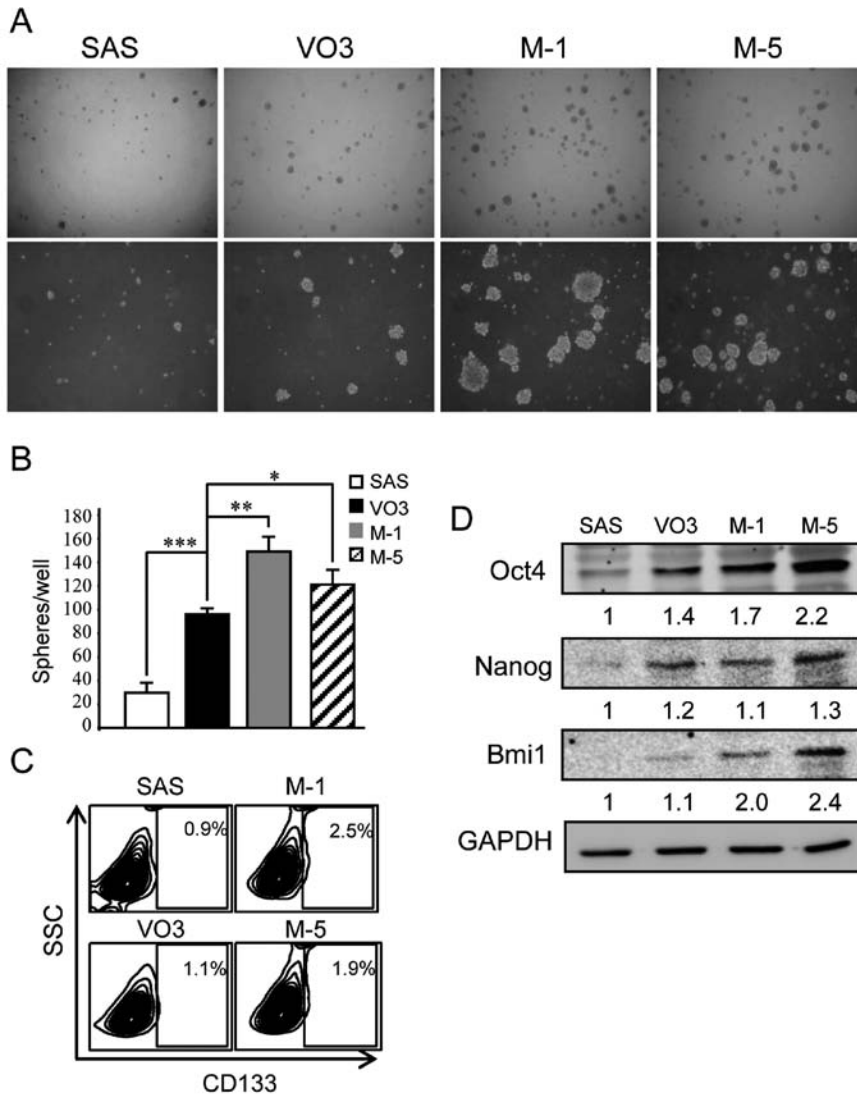 A
SAS VO3 M-1 M-5
B
Spheres/well
180
160
140
120
100
80
60
40
20
0
***
**
*
SAS
VO3
M-1
M-5
C
SAS M-1
0.9% 2.5%
VO3 M-5
1.1% 1.9%
SSC
CD133
D
SAS VO3 M-1 M-5
Oct4
1 1.4 1.7 2.2
Nanog
1 1.2 1.1 1.3
Bmi1
1 1.1 2.0 2.4
GAPDH